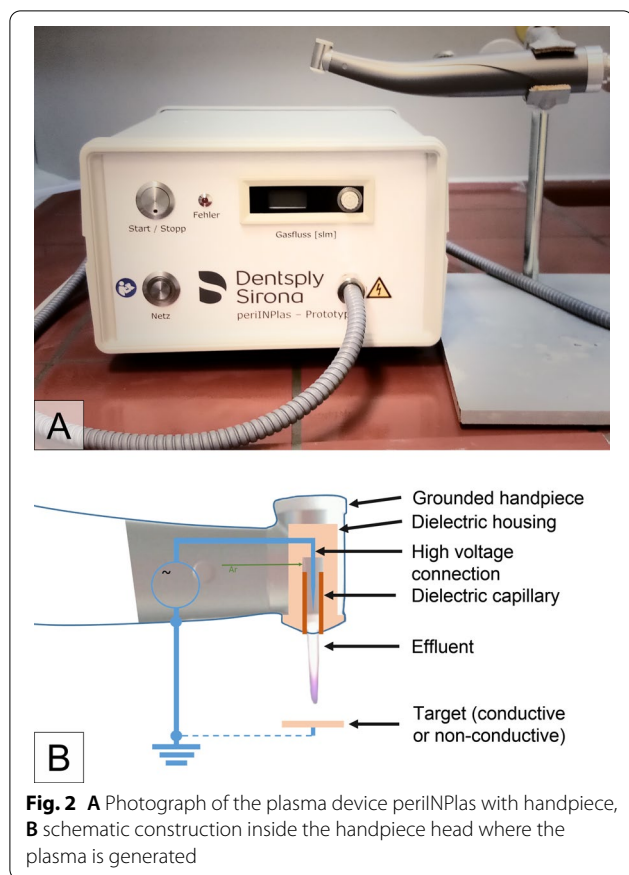 Start / Stopp
Fehler
Gasfluss [slm]
Netz
Dentsply
Sirona
periINPlas – Prototyp
A
Grounded handpiece
Dielectric housing
High voltage
connection
Dielectric capillary
Effluent
Target (conductive
or non-conductive)
~
Ar
B
Fig. 2 A Photograph of the plasma device periINPlas with handpiece,
B schematic construction inside the handpiece head where the
plasma is generated